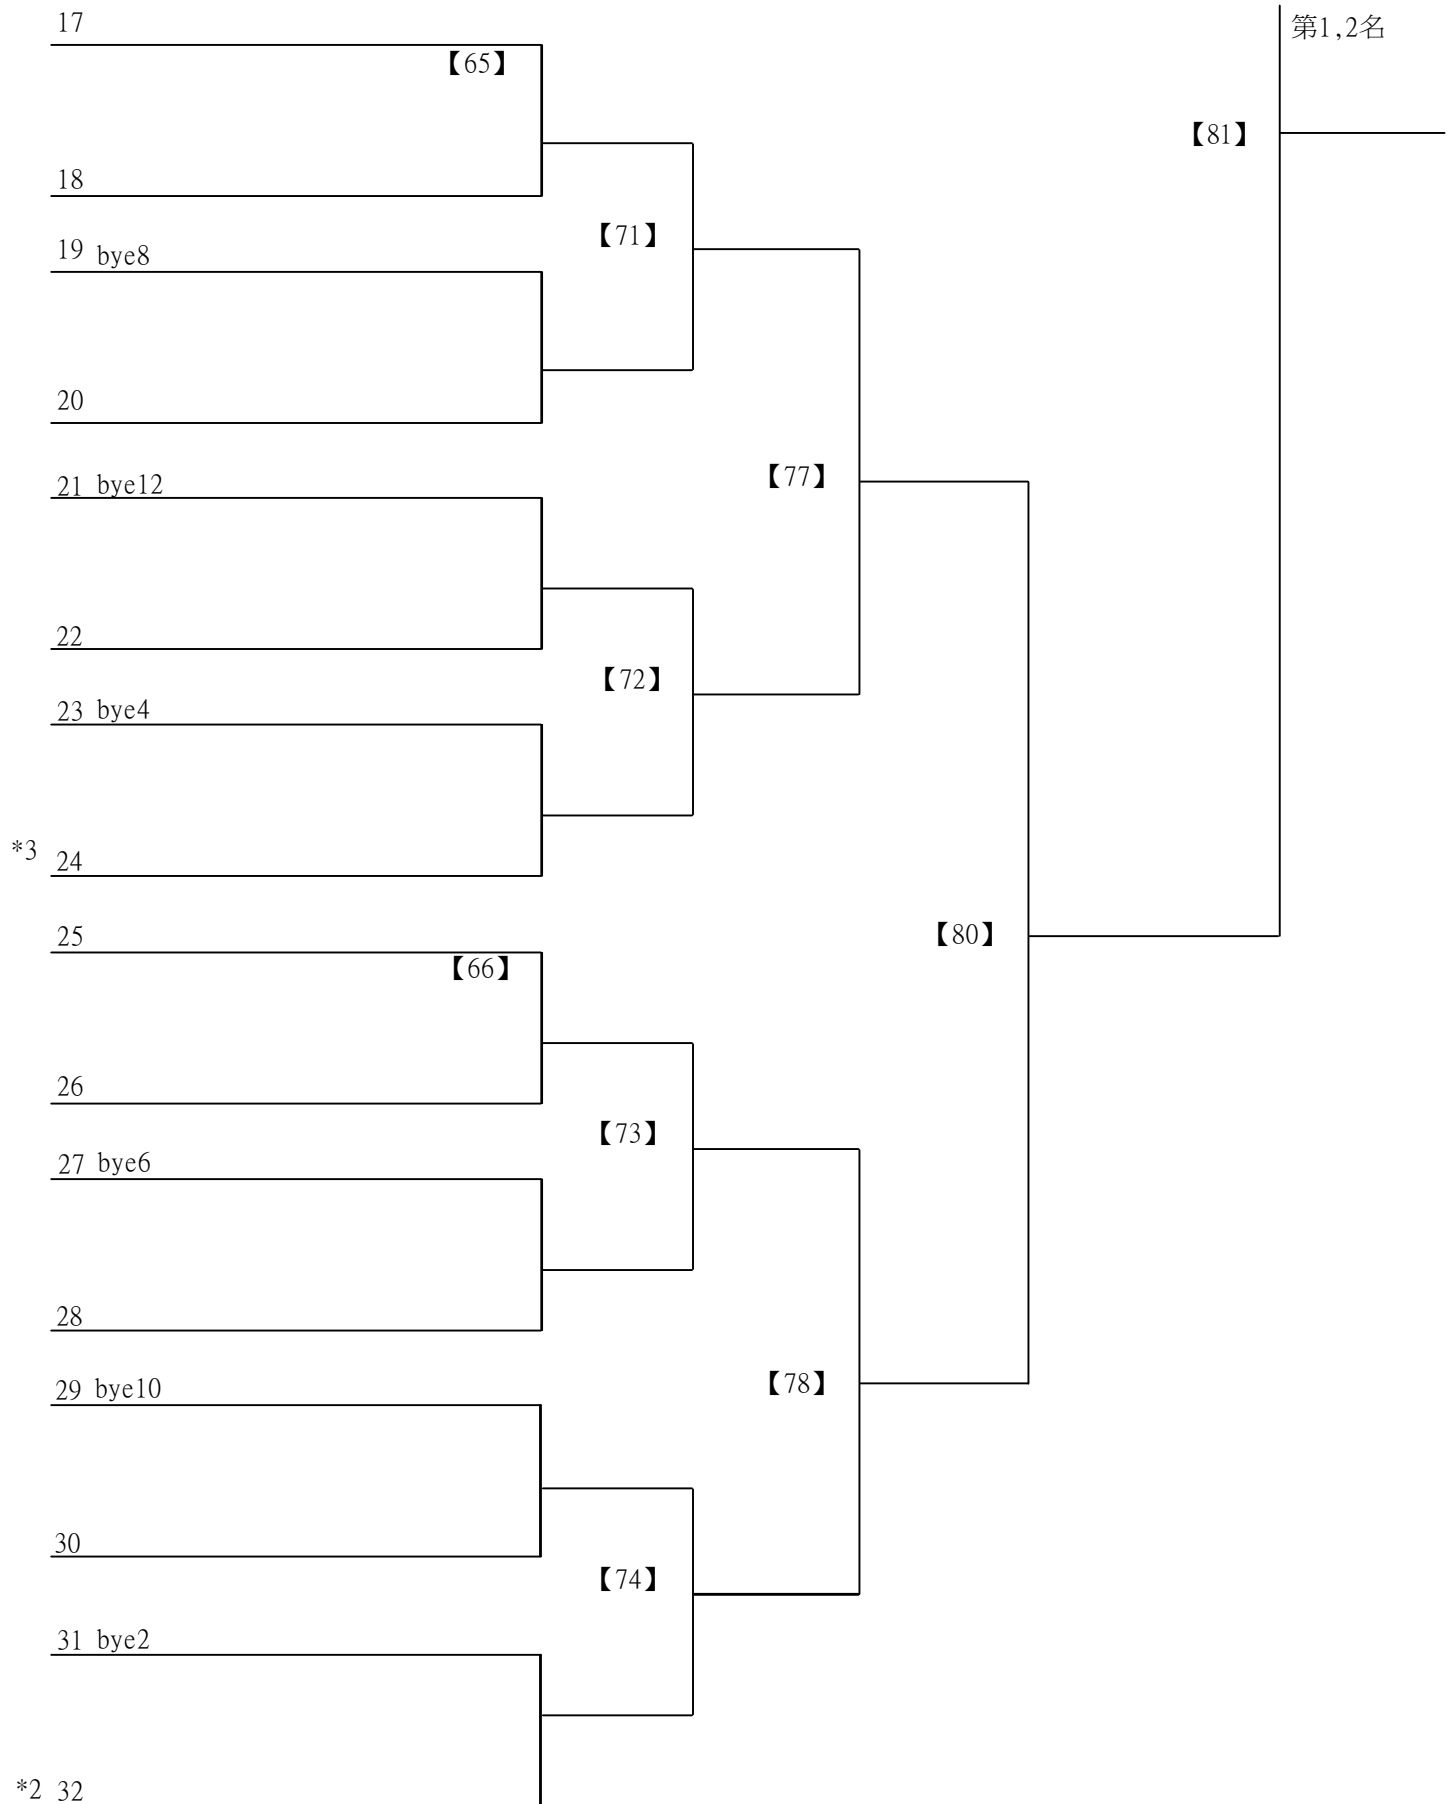 17
第1,2名
【65】
【81】
18
【71】
19 bye8
20
【77】
21 bye12
22
【72】
23 bye4
*3 24
【80】
25
【66】
26
【73】
27 bye6
28
【78】
29 bye10
30
【74】
31 bye2
*2 32